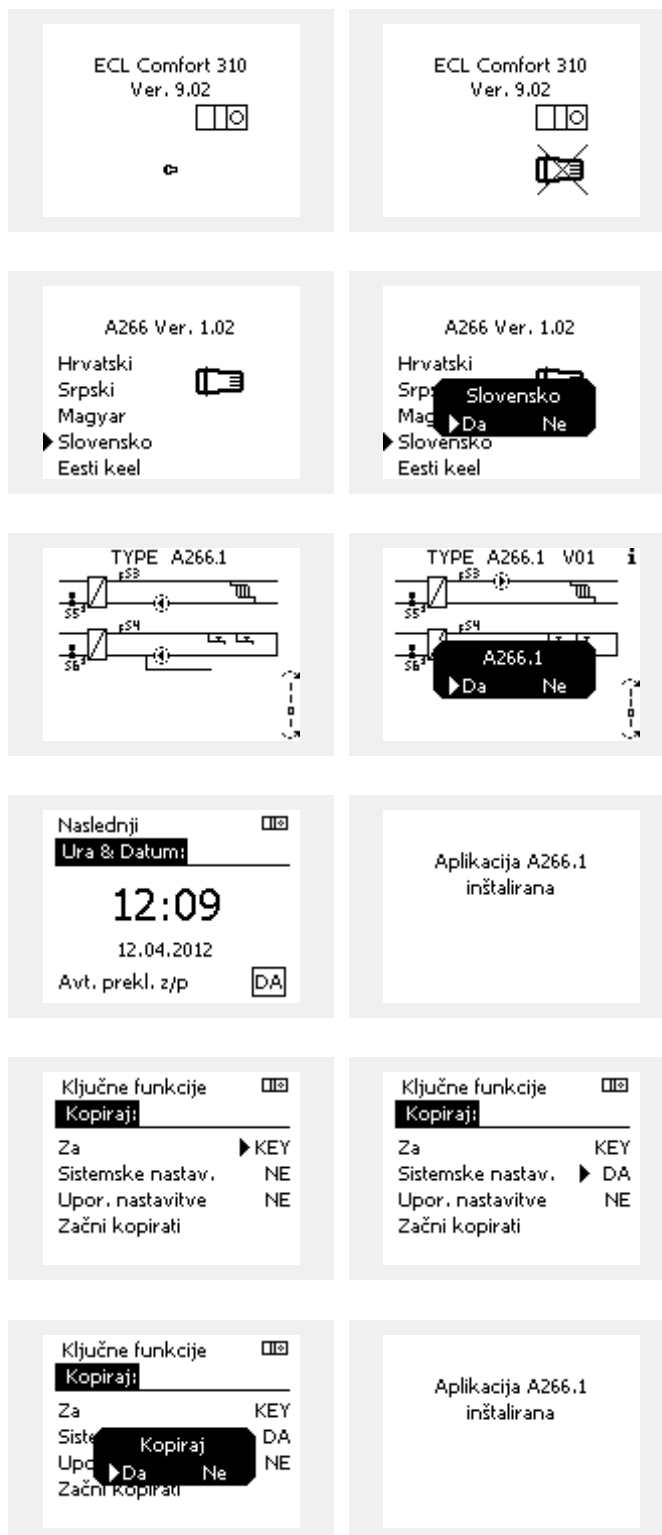 ECL Comfort 310
Ver. 9.02
ECL Comfort 310
Ver. 9.02
A266 Ver. 1.02
Hrvatski
Srpski
Magyar
Slovensko
Eesti keel
A266 Ver. 1.02
Hrvatski
Slovensko
Da Ne
Slovensko
Eesti keel
TYPE A266.1
S3
S5
S4
S6
TYPE A266.1 V01 i
S3
S5
S4
S6
A266.1
Da Ne
Naslednji
Ura & Datum:
12:09
12.04.2012
Avt. prekl. z/p DA
Aplikacija A266.1
inštalirana
Ključne funkcije
Kopiraj:
Za KEY
Sistemske nastav. NE
Upor. nastavitve NE
Začni kopirati
Ključne funkcije
Kopiraj:
Za KEY
Sistemske nastav. DA
Upor. nastavitve NE
Začni kopirati
Ključne funkcije
Kopiraj:
Za KEY
DA
Kopiraj
NE
Da Ne
Začni kopirati
Aplikacija A266.1
inštalirana